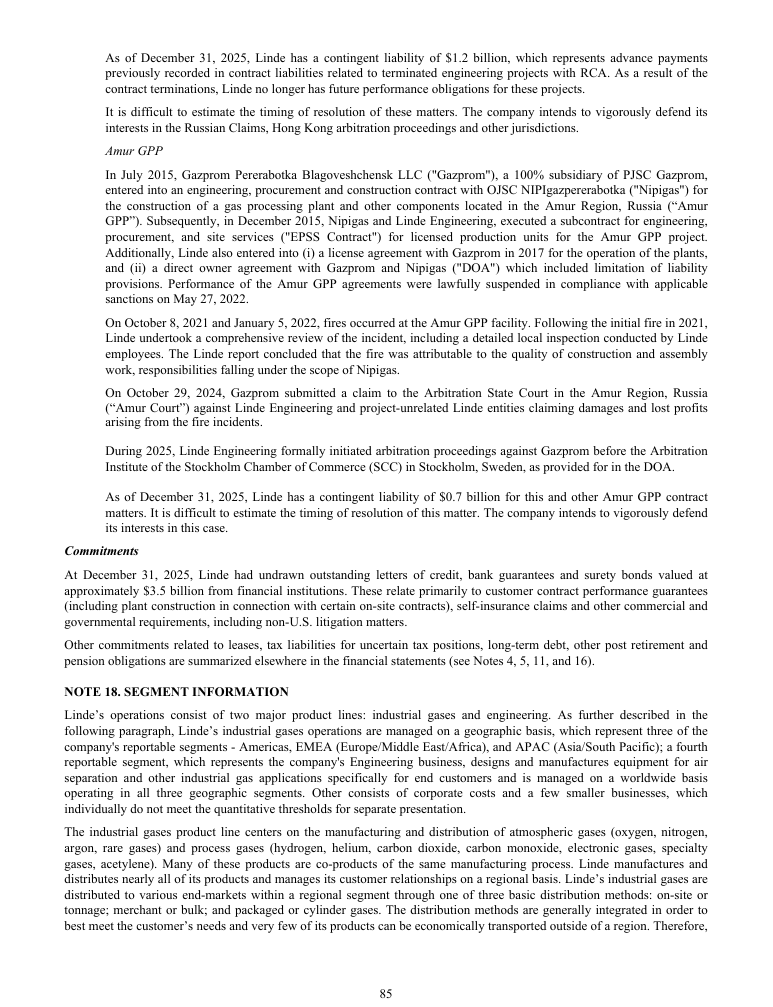 As of December 31, 2025, Linde has a contingent liability of $1.2 billion, which represents advance payments
previously recorded in contract liabilities related to terminated engineering projects with RCA. As a result of the
contract terminations, Linde no longer has future performance obligations for these projects.
It is difficult to estimate the timing of resolution of these matters. The company intends to vigorously defend its
interests in the Russian Claims, Hong Kong arbitration proceedings and other jurisdictions.
Amur GPP
In July 2015, Gazprom Pererabotka Blagoveshchensk LLC ("Gazprom"), a 100% subsidiary of PJSC Gazprom,
entered into an engineering, procurement and construction contract with OJSC NIPIgazpererabotka ("Nipigas") for
the construction of a gas processing plant and other components located in the Amur Region, Russia (“Amur
GPP”). Subsequently, in December 2015, Nipigas and Linde Engineering, executed a subcontract for engineering,
procurement, and site services ("EPSS Contract") for licensed production units for the Amur GPP project.
Additionally, Linde also entered into (i) a license agreement with Gazprom in 2017 for the operation of the plants,
and (ii) a direct owner agreement with Gazprom and Nipigas ("DOA") which included limitation of liability
provisions. Performance of the Amur GPP agreements were lawfully suspended in compliance with applicable
sanctions on May 27, 2022.
On October 8, 2021 and January 5, 2022, fires occurred at the Amur GPP facility. Following the initial fire in 2021,
Linde undertook a comprehensive review of the incident, including a detailed local inspection conducted by Linde
employees. The Linde report concluded that the fire was attributable to the quality of construction and assembly
work, responsibilities falling under the scope of Nipigas.
On October 29, 2024, Gazprom submitted a claim to the Arbitration State Court in the Amur Region, Russia
(“Amur Court”) against Linde Engineering and project-unrelated Linde entities claiming damages and lost profits
arising from the fire incidents.
During 2025, Linde Engineering formally initiated arbitration proceedings against Gazprom before the Arbitration
Institute of the Stockholm Chamber of Commerce (SCC) in Stockholm, Sweden, as provided for in the DOA.
As of December 31, 2025, Linde has a contingent liability of $0.7 billion for this and other Amur GPP contract
matters. It is difficult to estimate the timing of resolution of this matter. The company intends to vigorously defend
its interests in this case.
Commitments
At December 31, 2025, Linde had undrawn outstanding letters of credit, bank guarantees and surety bonds valued at
approximately $3.5 billion from financial institutions. These relate primarily to customer contract performance guarantees
(including plant construction in connection with certain on-site contracts), self-insurance claims and other commercial and
governmental requirements, including non-U.S. litigation matters.
Other commitments related to leases, tax liabilities for uncertain tax positions, long-term debt, other post retirement and
pension obligations are summarized elsewhere in the financial statements (see Notes 4, 5, 11, and 16).
NOTE 18. SEGMENT INFORMATION
Linde’s operations consist of two major product lines: industrial gases and engineering. As further described in the
following paragraph, Linde’s industrial gases operations are managed on a geographic basis, which represent three of the
company's reportable segments - Americas, EMEA (Europe/Middle East/Africa), and APAC (Asia/South Pacific); a fourth
reportable segment, which represents the company's Engineering business, designs and manufactures equipment for air
separation and other industrial gas applications specifically for end customers and is managed on a worldwide basis
operating in all three geographic segments. Other consists of corporate costs and a few smaller businesses, which
individually do not meet the quantitative thresholds for separate presentation.
The industrial gases product line centers on the manufacturing and distribution of atmospheric gases (oxygen, nitrogen,
argon, rare gases) and process gases (hydrogen, helium, carbon dioxide, carbon monoxide, electronic gases, specialty
gases, acetylene). Many of these products are co-products of the same manufacturing process. Linde manufactures and
distributes nearly all of its products and manages its customer relationships on a regional basis. Linde’s industrial gases are
distributed to various end-markets within a regional segment through one of three basic distribution methods: on-site or
tonnage; merchant or bulk; and packaged or cylinder gases. The distribution methods are generally integrated in order to
best meet the customer’s needs and very few of its products can be economically transported outside of a region. Therefore,
85